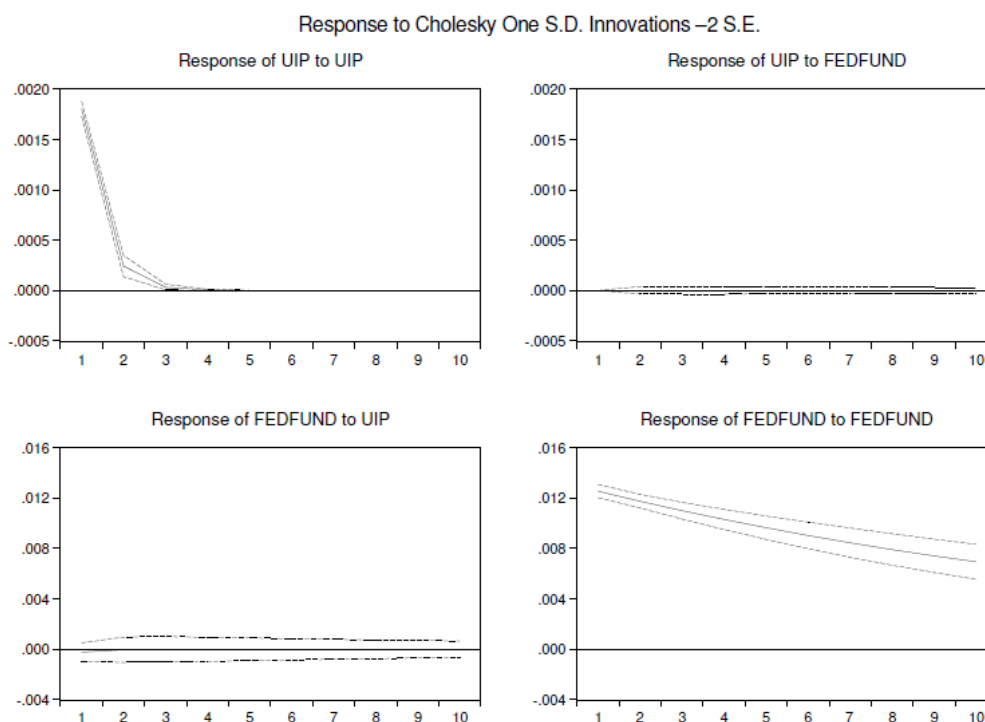 Response to Cholesky One S.D. Innovations –2 S.E.
Response of UIP to UIP
.0020
.0015
.0010
.0005
.0000
-.0005
1 2 3 4 5 6 7 8 9 10
Response of UIP to FEDFUND
.0020
.0015
.0010
.0005
.0000
-.0005
1 2 3 4 5 6 7 8 9 10
Response of FEDFUND to UIP
.016
.012
.008
.004
.000
-.004
1 2 3 4 5 6 7 8 9 10
Response of FEDFUND to FEDFUND
.016
.012
.008
.004
.000
-.004
1 2 3 4 5 6 7 8 9 10